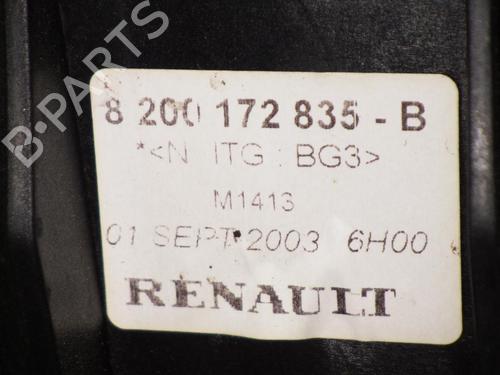 B-PARTS
8 200 172 835 - B
*<N ITG : BG3>
M1413
01 SEPT 2003 6H00
RENAULT